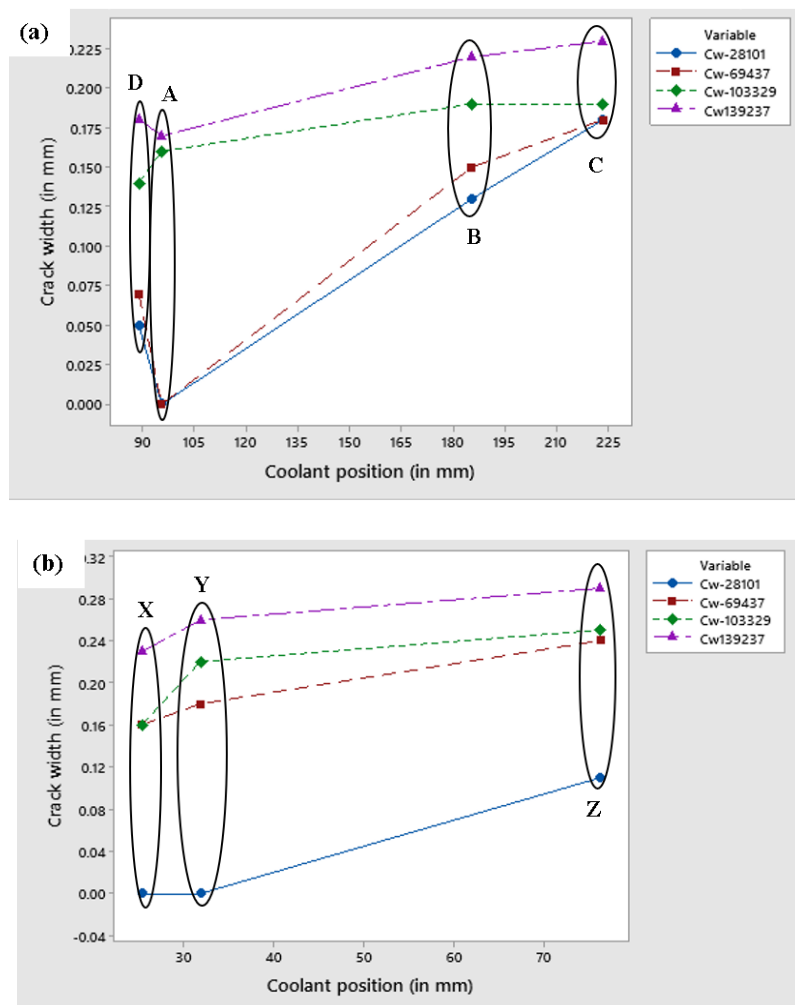 (a)
0.225
0.200
0.175
0.150
0.125
0.100
0.075
0.050
0.025
0.000
Crack width (in mm)
D
A
B
C
90 105 120 135 150 165 180 195 210 225
Coolant position (in mm)
Variable
Cw-28101
Cw-69437
Cw-103329
Cw139237
(b)
0.32
0.28
0.24
0.20
0.16
0.12
0.08
0.04
0.00
-0.04
Crack width (in mm)
X
Y
Z
30 40 50 60 70
Coolant position (in mm)
Variable
Cw-28101
Cw-69437
Cw-103329
Cw139237